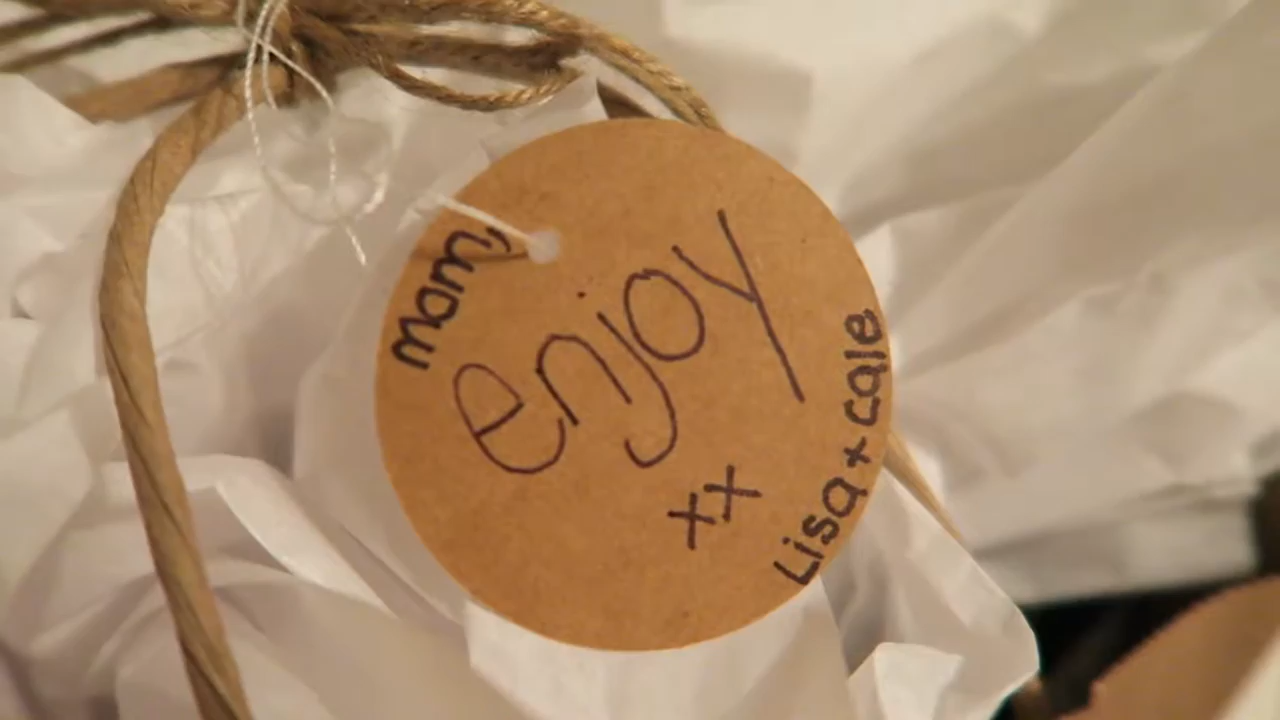 mom,
enjoy
xx
Lisa + cale